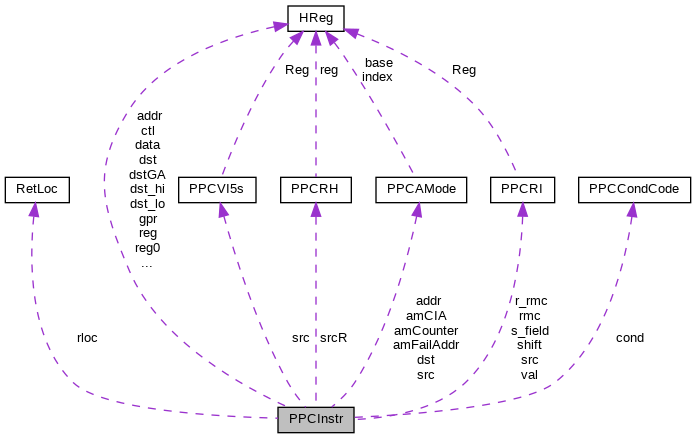 HReg
Reg
reg
base
index
Reg
addr
ctl
data
dst
dstGA
dst_hi
dst_lo
gpr
reg
reg0
...
RetLoc
PPCVI5s
PPCRH
PPCAMode
PPCRI
PPCCondCode
rloc
src
srcR
addr
amCIA
amCounter
amFailAddr
dst
src
r_rmc
rmc
s_field
shift
src
val
cond
PPCInstr